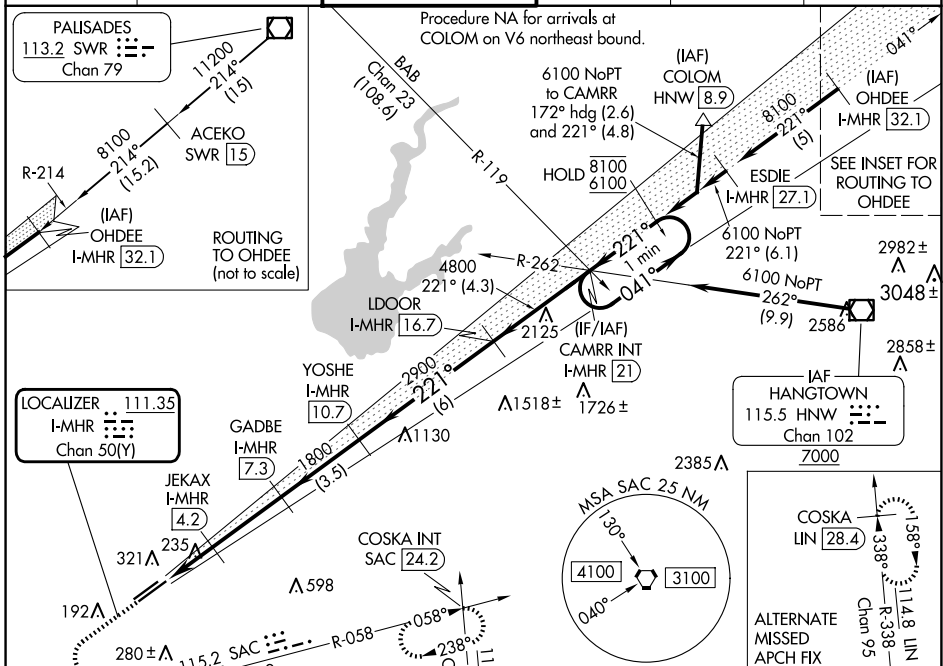 PALISADES
113.2 SWR
Chan 79
11200
214°
(15)
ACEKO
SWR 15
8100
214°
(15.2)
R-214
(IAF)
OHDEE
I-MHR 32.1
ROUTING
TO OHDEE
(not to scale)
Procedure NA for arrivals at
COLOM on V6 northeast bound.
BAB
Chan 23
(108.6)
R-119
6100 NoPT
to CAMRR
172° hdg (2.6)
and 221° (4.8)
(IAF)
COLOM
HNW 8.9
041°
(IAF)
OHDEE
I-MHR 32.1
8100
221°
(5)
SEE INSET FOR
ROUTING TO
OHDEE
HOLD 8100
6100
ESDIE
I-MHR 27.1
6100 NoPT
221° (6.1)
221°
1 min
041°
R-262
6100 NoPT
262°
(9.9)
2982±
3048±
2586
2858±
4800
221° (4.3)
LDOOR
I-MHR 16.7
2125
(IF/IAF)
CAMRR INT
I-MHR 21
1726±
1518±
YOSHE
I-MHR
10.7
2900
221°
(6)
1130
IAF
HANGTOWN
115.5 HNW
Chan 102
7000
LOCALIZER 111.35
I-MHR
Chan 50(Y)
GADBE
I-MHR
7.3
1800
(3.5)
JEKAX
I-MHR
4.2
2385
321
235
192
598
280±
COSKA INT
SAC 24.2
115.2 SAC
R-058
058°
238°
MSA SAC 25 NM
130°
4100
3100
040°
COSKA
LIN 28.4
158°
338°
R-338
114.8 LIN
Chan 95
ALTERNATE
MISSED
APCH FIX